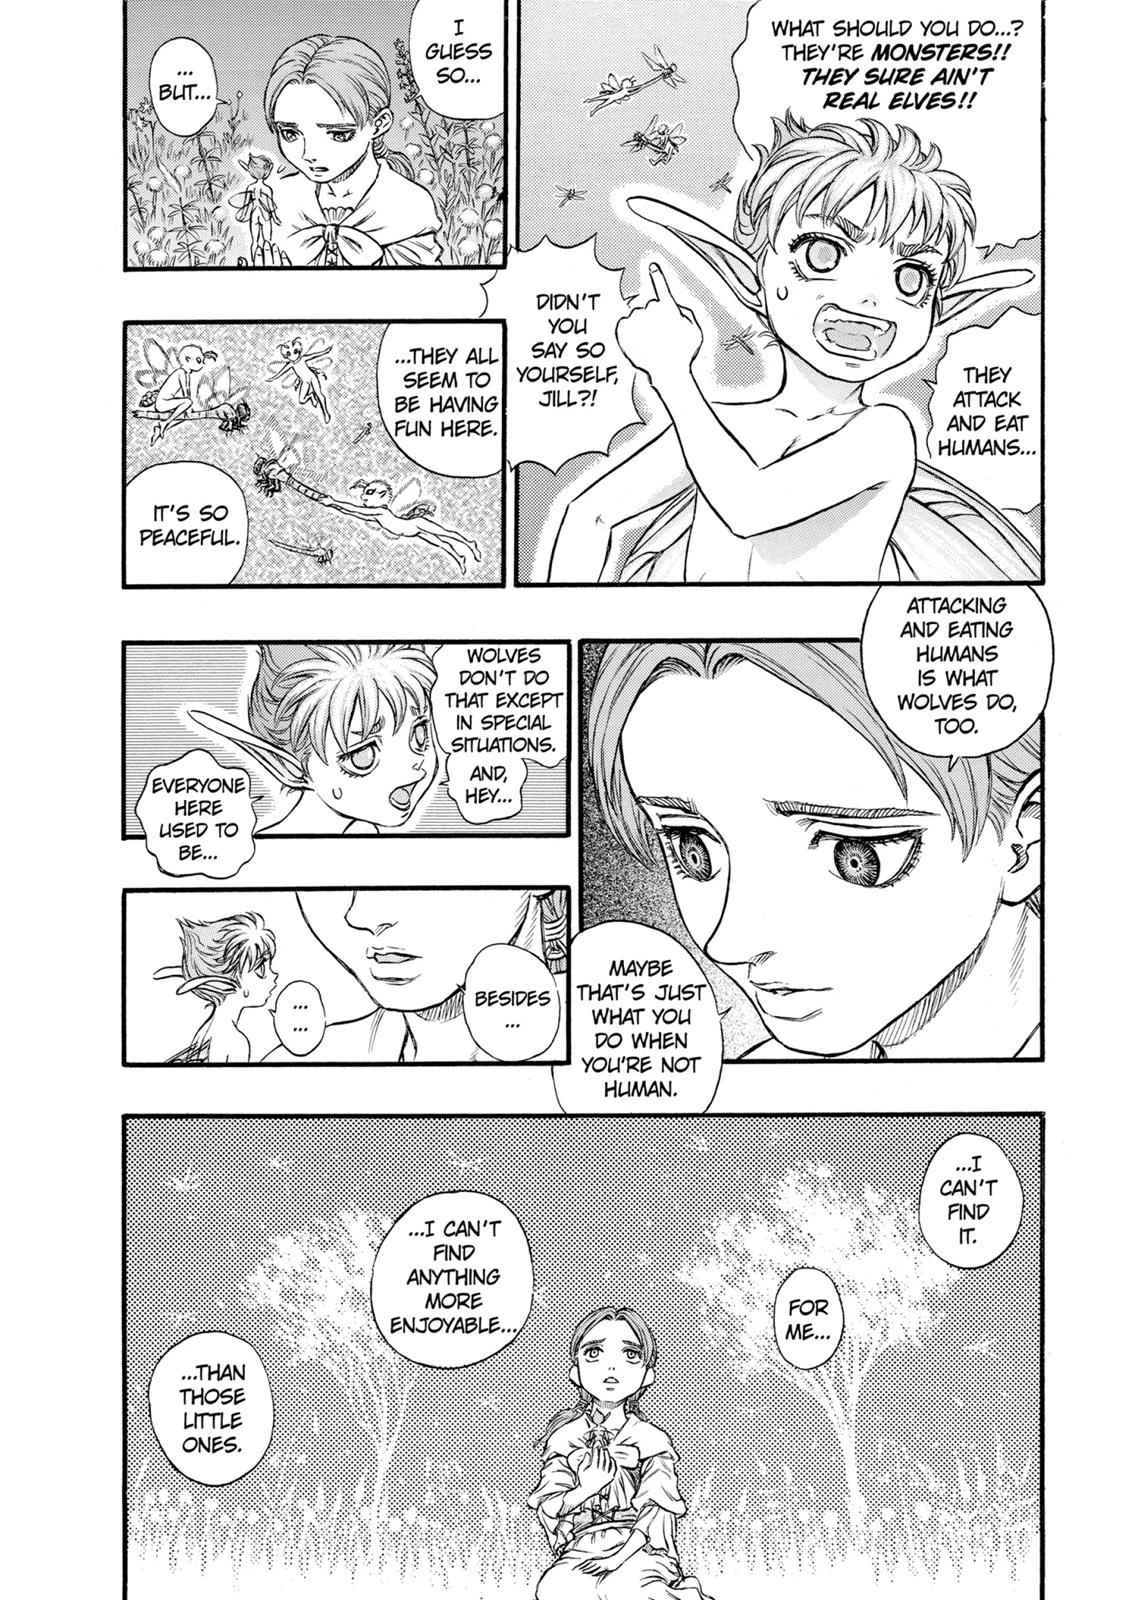 WHAT SHOULD YOU DO...?
THEY'RE MONSTERS!!
THEY SURE AIN'T
REAL ELVES!!
THEY
ATTACK
AND EAT
HUMANS...
DIDN'T
YOU
SAY SO
YOURSELF,
JILL?!
I
GUESS
SO...
...
BUT...
...THEY ALL
SEEM TO
BE HAVING
FUN HERE.
IT'S SO
PEACEFUL.
ATTACKING
AND EATING
HUMANS
IS WHAT
WOLVES DO,
TOO.
MAYBE
THAT'S JUST
WHAT YOU
DO WHEN
YOU'RE NOT
HUMAN.
WOLVES
DON'T DO
THAT EXCEPT
IN SPECIAL
SITUATIONS.
AND,
HEY...
EVERYONE
HERE
USED TO
BE...
BESIDES
...
...
...
...I
CAN'T
FIND
IT.
FOR
ME...
...I CAN'T
FIND
ANYTHING
MORE
ENJOYABLE...
...THAN
THOSE
LITTLE
ONES.